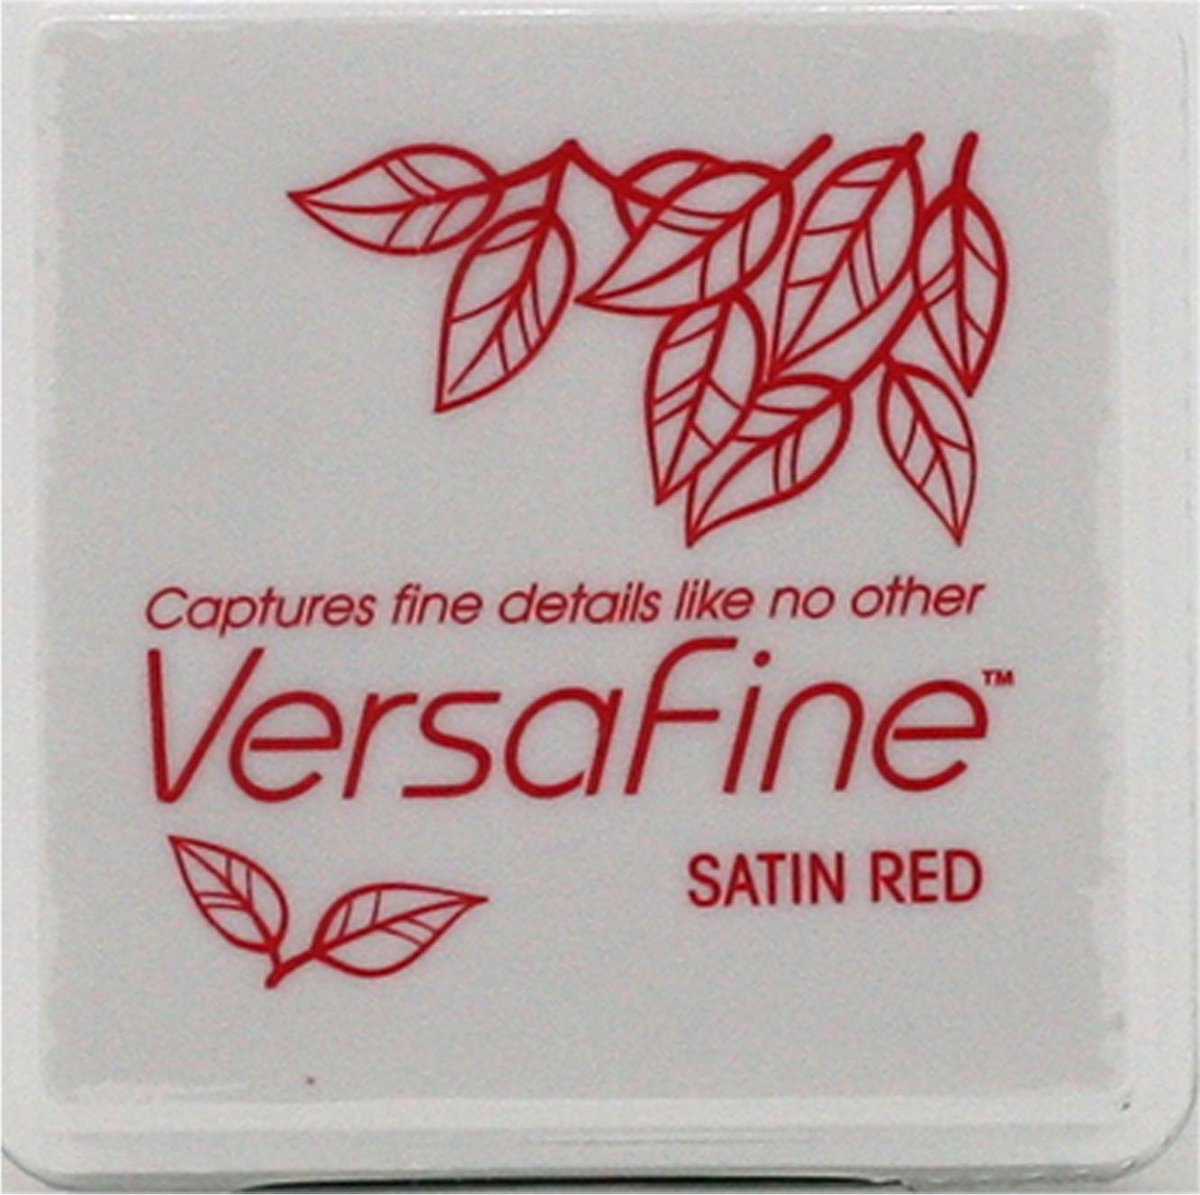 Captures fine details like no other
VersaFine™
SATIN RED